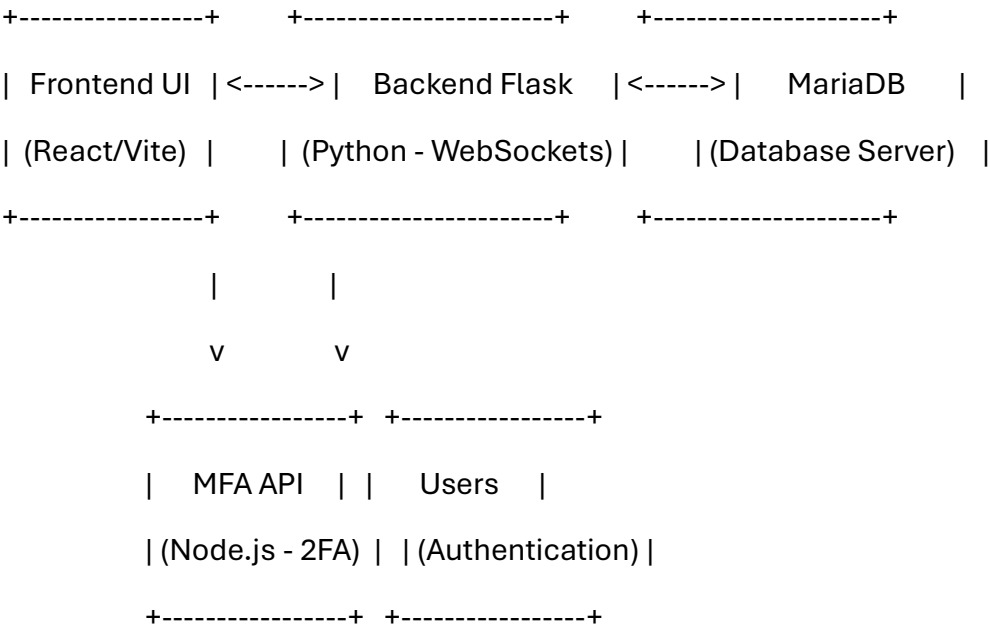 +-----------------+ +-----------------------+ +---------------------+
| Frontend UI |<------>| Backend Flask |<------>| MariaDB |
| (React/Vite) | | (Python - WebSockets) | | (Database Server) |
+-----------------+ +-----------------------+ +---------------------+
| |
v v
+-----------------+ +-----------------+
| MFA API | | Users |
| (Node.js - 2FA) | | (Authentication) |
+-----------------+ +-----------------+